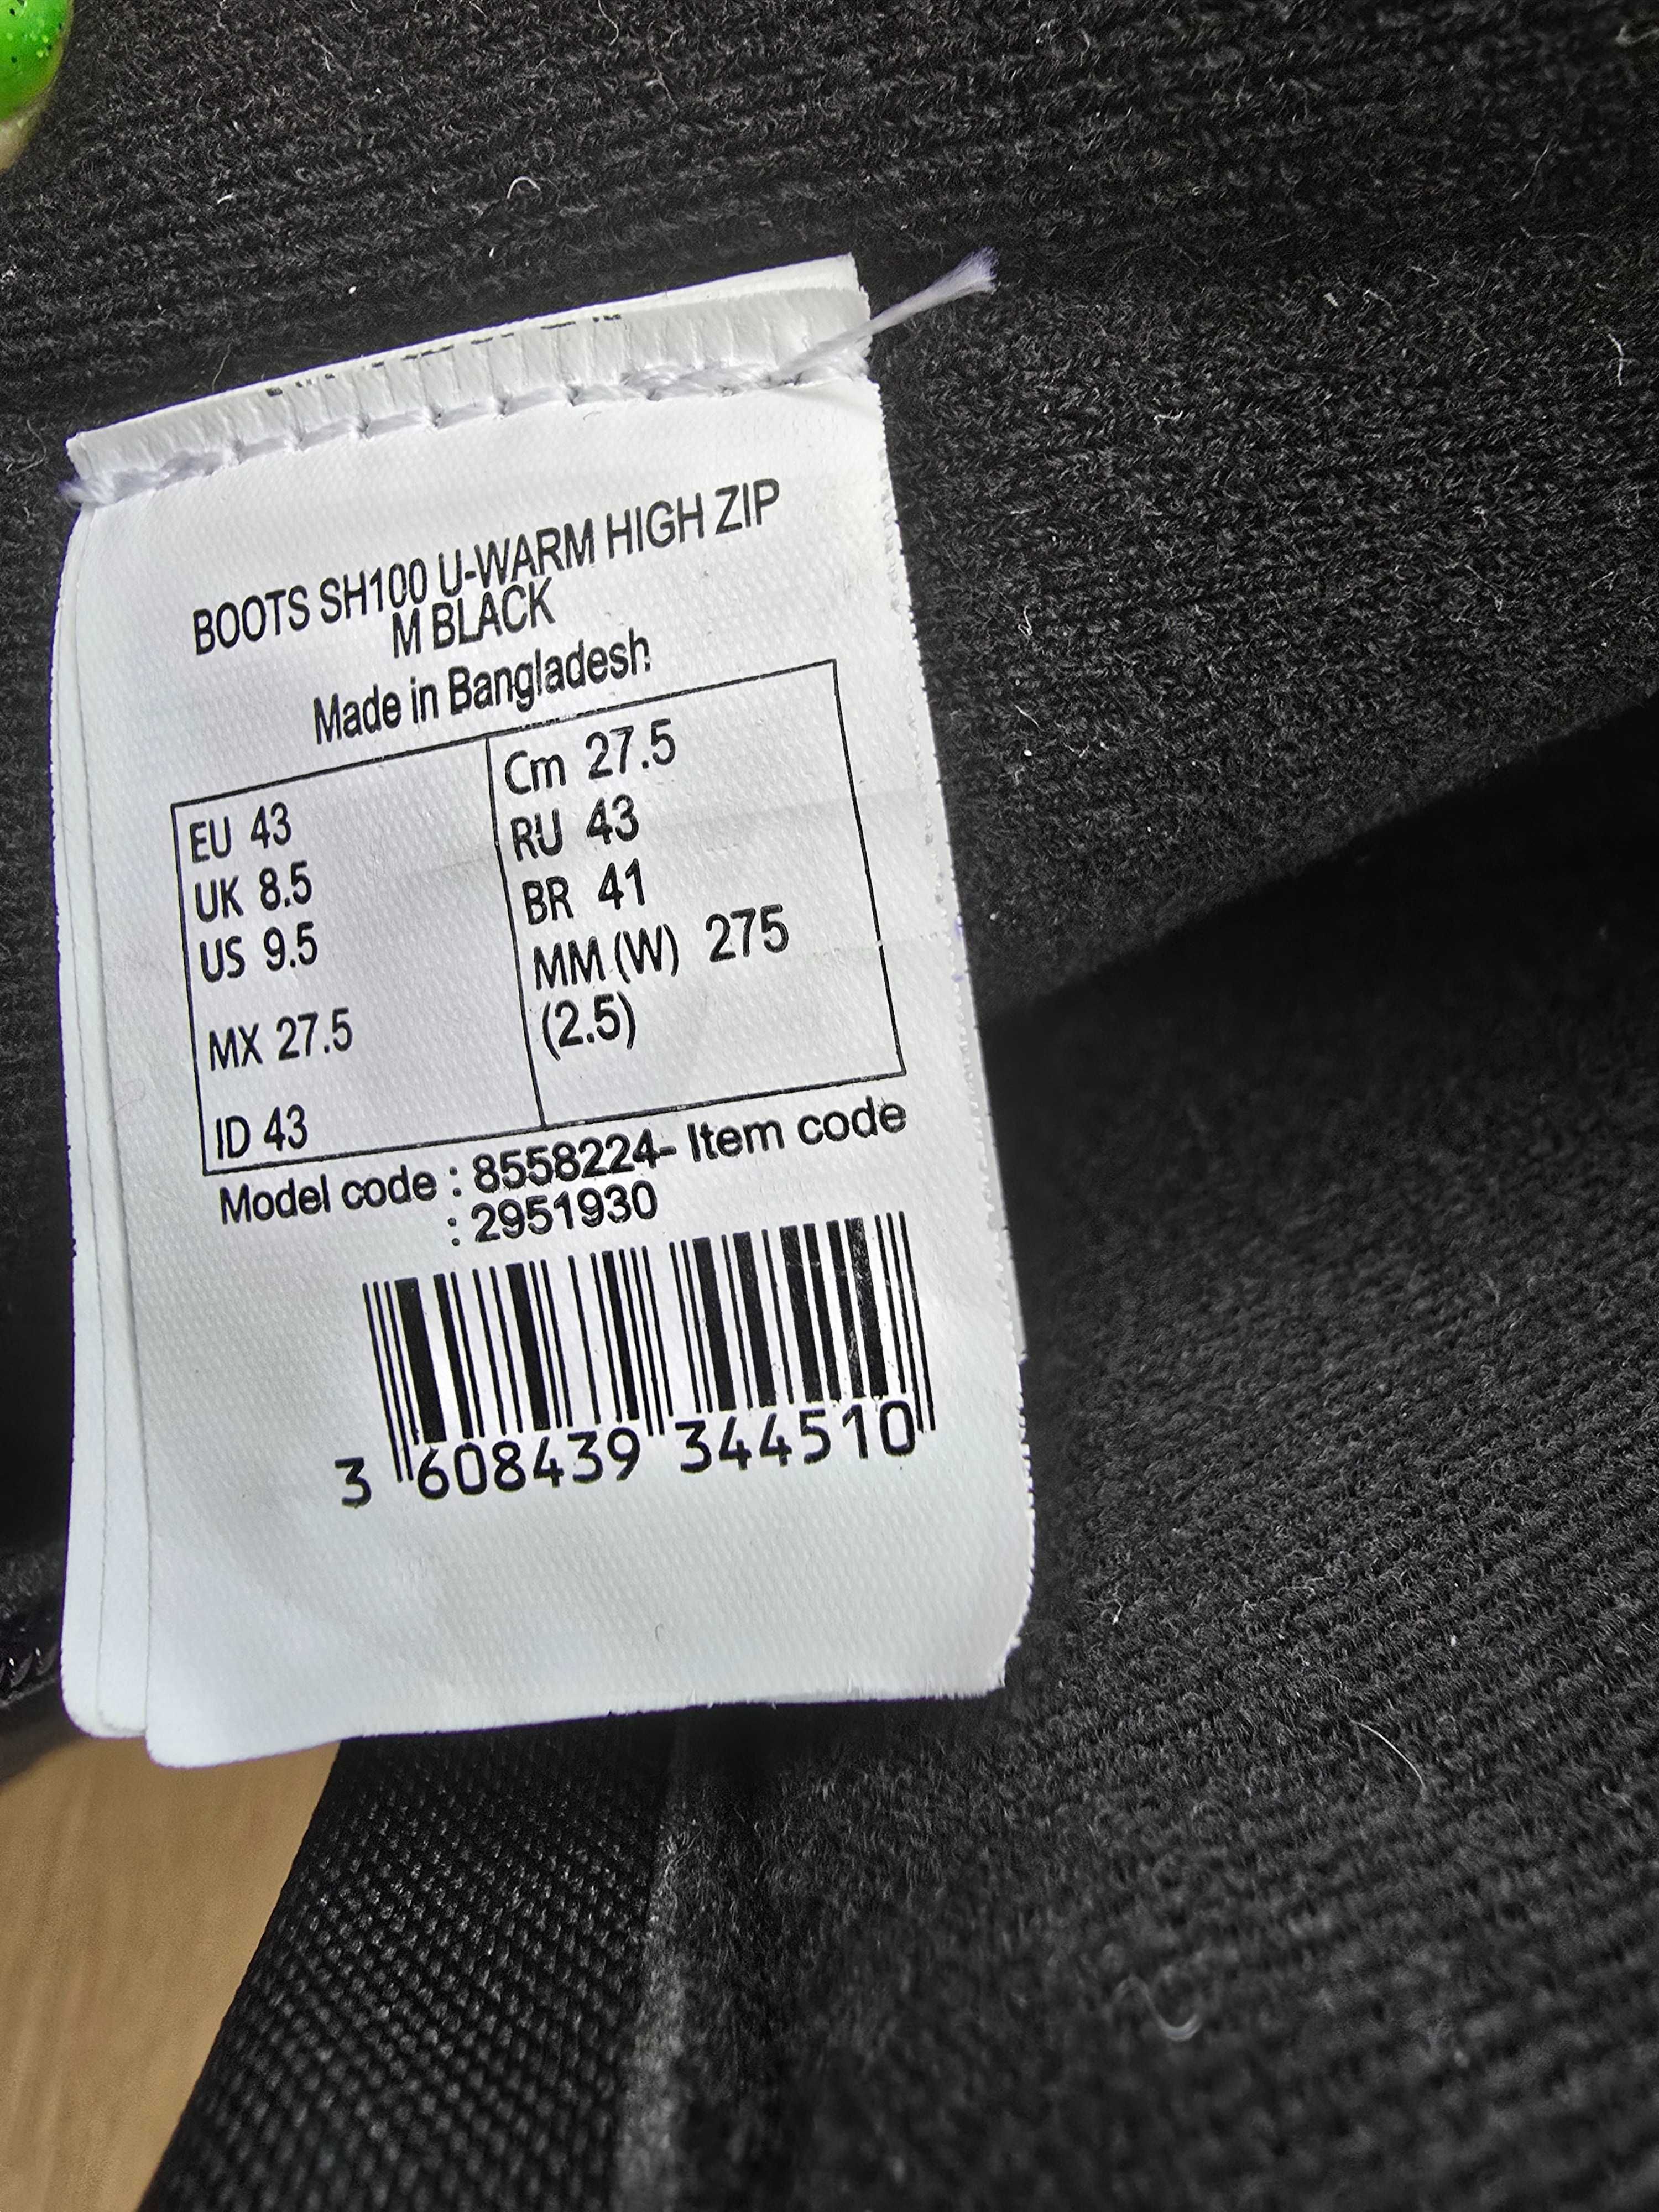 BOOTS SH100 U-WARM HIGH ZIP
M BLACK
Made in Bangladesh
EU 43
UK 8.5
US 9.5
MX 27.5
ID 43
Cm 27.5
RU 43
BR 41
MM (W) 275
(2.5)
Model code : 8558224- Item code
: 2951930
3 608439 344510